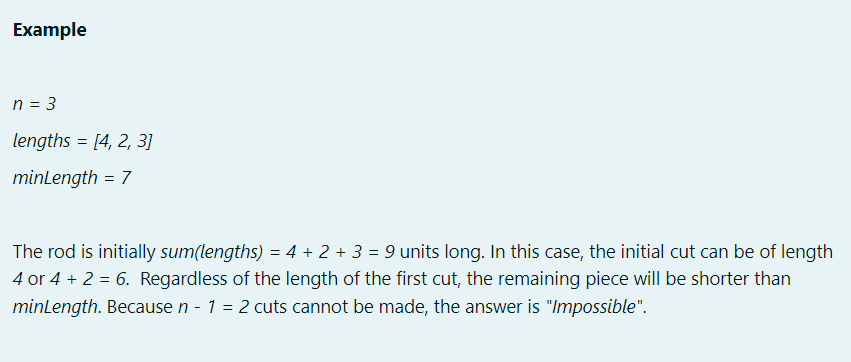 Example
n = 3
lengths = [4, 2, 3]
minLength = 7
The rod is initially sum(lengths) = 4 + 2 + 3 = 9 units long. In this case, the initial cut can be of length
4 or 4 + 2 = 6.  Regardless of the length of the first cut, the remaining piece will be shorter than
minLength. Because n - 1 = 2 cuts cannot be made, the answer is "Impossible".